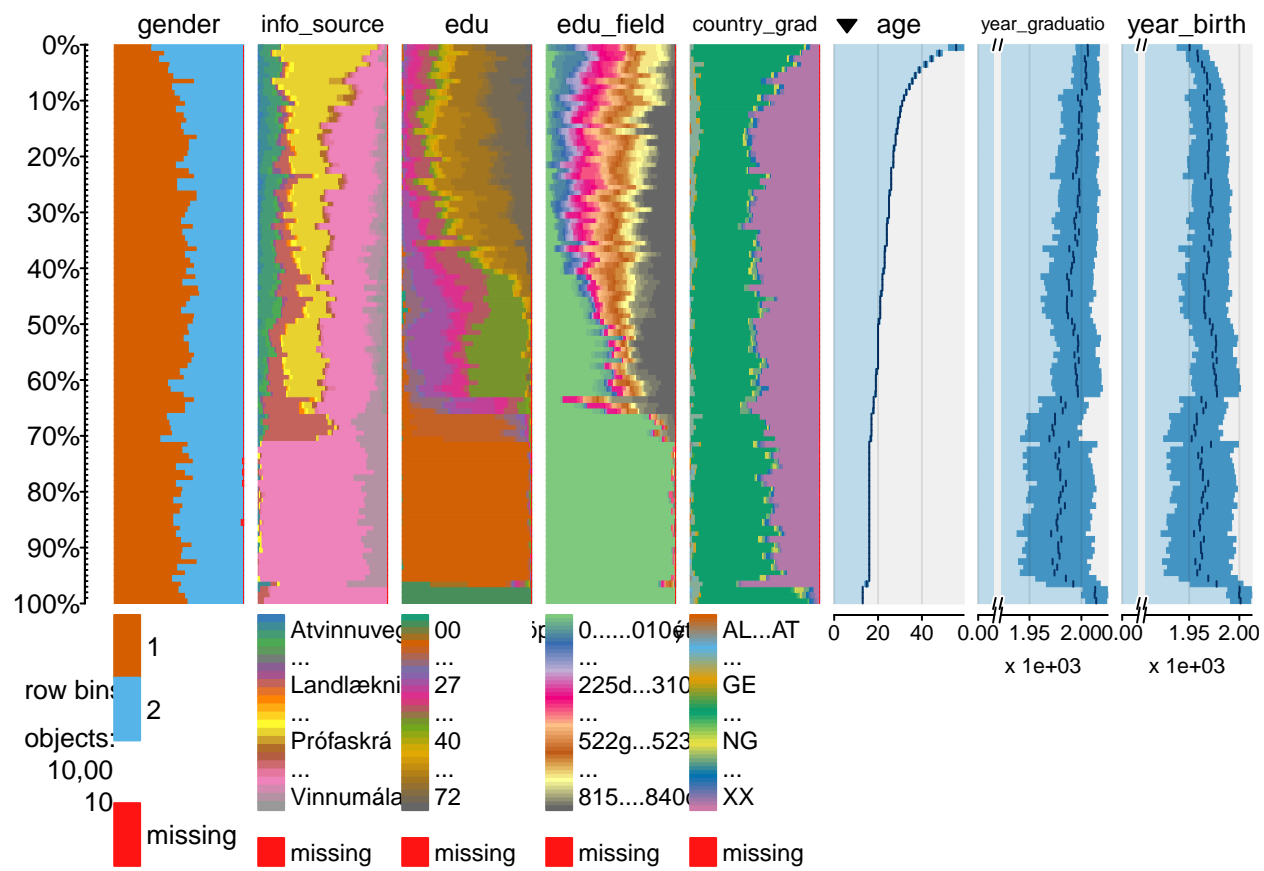 gender info_source edu edu_field country_grad age year_graduatio year_birth
0%
10%
20%
30%
40%
50%
60%
70%
80%
90%
100%
0 20 40 0.00 1.95 2.00 0.00 1.95 2.00
x 1e+03 x 1e+03
row bins
objects:
10,00
10
1
2
missing
Atvinnuveg
...
Landlækni
...
Prófaskrá
...
Vinnumála
missing
00
...
27
...
40
...
72
missing
0......010
...
225d...310
...
522g...523
...
815....840
missing
AL...AT
...
GE
...
NG
...
XX
missing